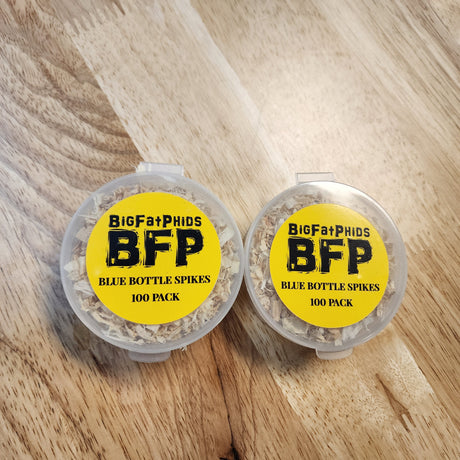 BigFatPhids
BFP
BLUE BOTTLE SPIKES
100 PACK
BigFatPhids
BFP
BLUE BOTTLE SPIKES
100 PACK